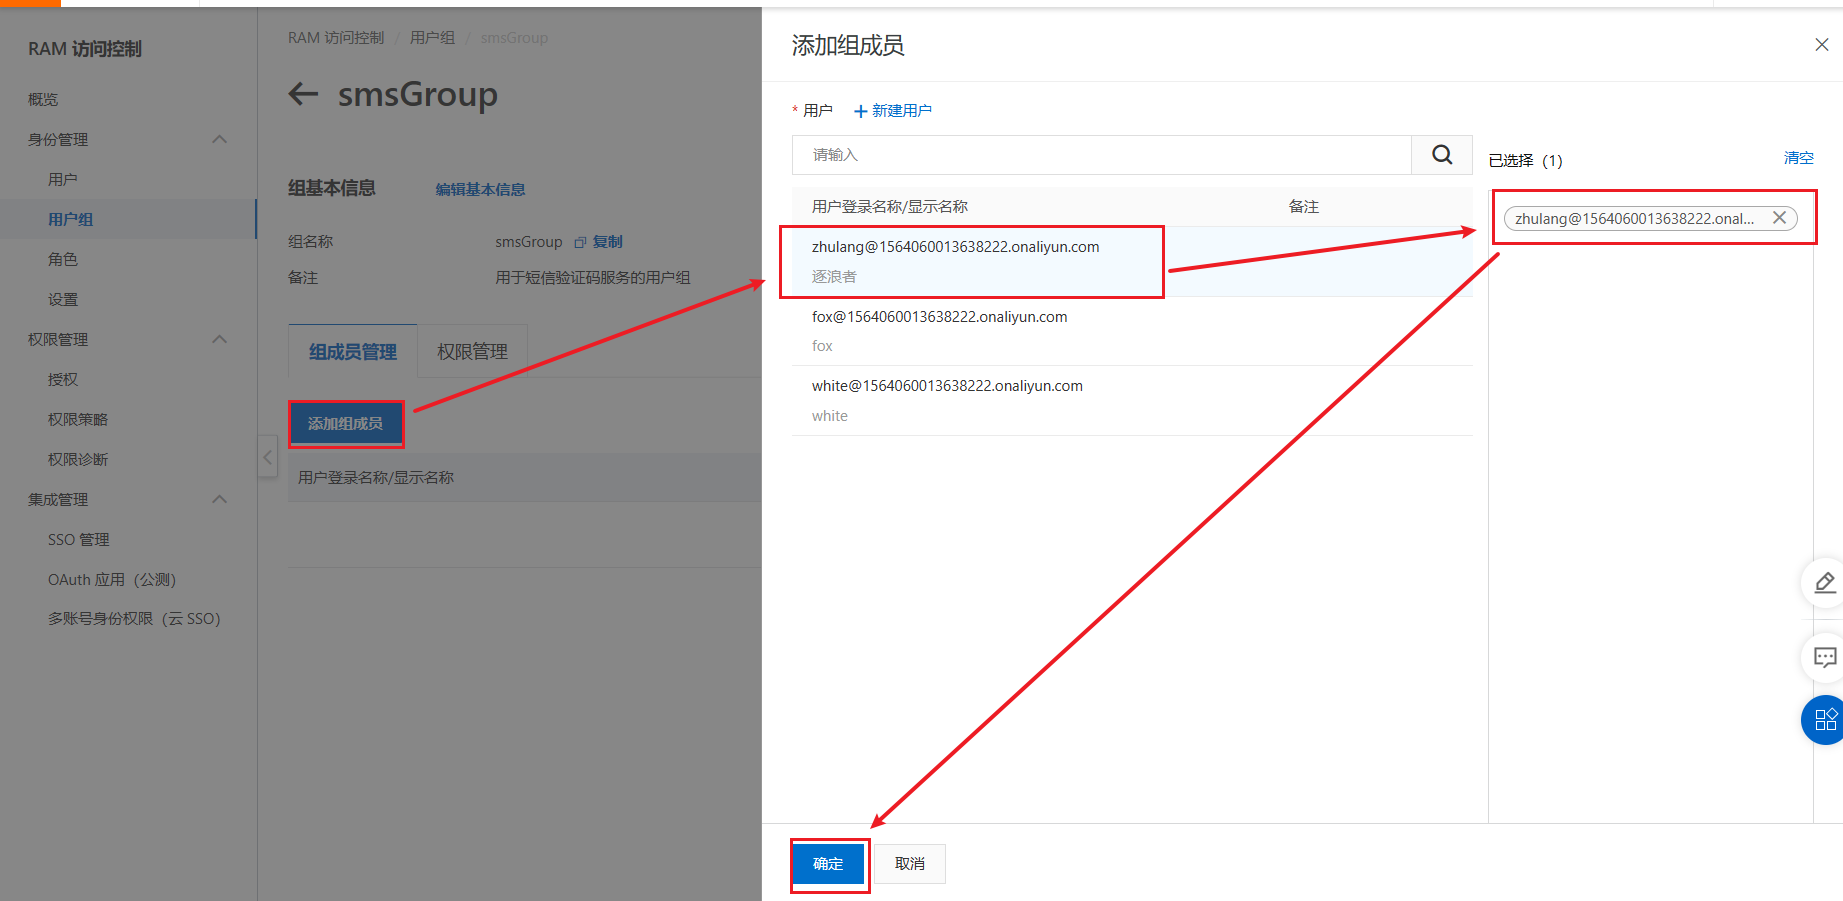 RAM 访问控制
概览
身份管理
用户
用户组
角色
设置
权限管理
授权
权限策略
权限诊断
集成管理
SSO 管理
OAuth 应用（公测）
多账号身份权限（云 SSO）
RAM 访问控制 / 用户组 / smsGroup
smsGroup
组基本信息 编辑基本信息
组名称 smsGroup 复制
备注 用于短信验证码服务的用户组
组成员管理 权限管理
添加组成员
用户登录名称/显示名称
添加组成员
* 用户 新建用户
请输入
用户登录名称/显示名称 备注
zhulang@1564060013638222.onaliyun.com
逐浪者
fox@1564060013638222.onaliyun.com
fox
white@1564060013638222.onaliyun.com
white
已选择（1） 清空
zhulang@1564060013638222.onal...
确定 取消